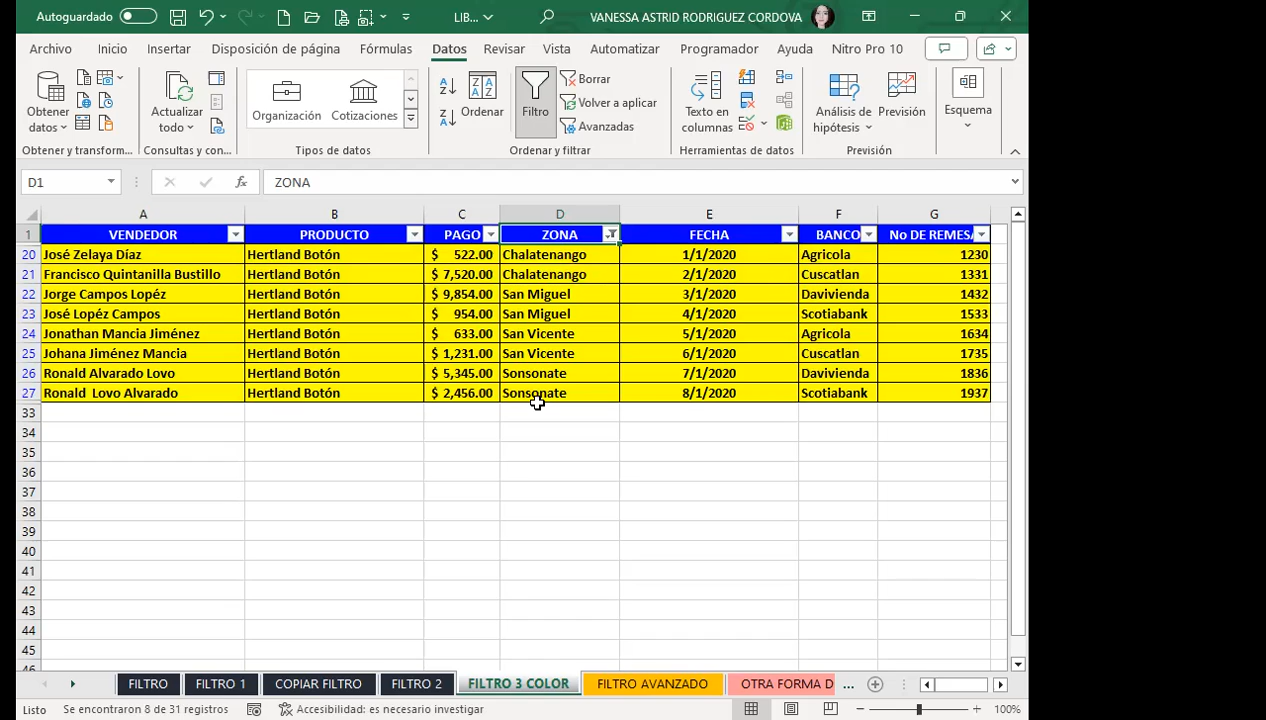 Autoguardado LIB... VANESSA ASTRID RODRIGUEZ CORDOVA
Archivo Inicio Insertar Disposición de página Fórmulas Datos Revisar Vista Automatizar Programador Ayuda Nitro Pro 10
Obtener datos
Actualizar todo
Organización Cotizaciones
Ordenar
Filtro
Borrar
Volver a aplicar
Avanzadas
Texto en columnas
Análisis de hipótesis
Previsión
Esquema
Obtener y transform... Consultas y con... Tipos de datos Ordenar y filtrar Herramientas de datos Previsión
D1 fx ZONA
A B C D E F G
1 VENDEDOR PRODUCTO PAGO ZONA FECHA BANCO No DE REMESA
20 José Zelaya Díaz Hertland Botón $ 522.00 Chalatenango 1/1/2020 Agricola 1230
21 Francisco Quintanilla Bustillo Hertland Botón $ 7,520.00 Chalatenango 2/1/2020 Cuscatlan 1331
22 Jorge Campos Lopéz Hertland Botón $ 9,854.00 San Miguel 3/1/2020 Davivienda 1432
23 José Lopéz Campos Hertland Botón $ 954.00 San Miguel 4/1/2020 Scotiabank 1533
24 Jonathan Mancia Jiménez Hertland Botón $ 633.00 San Vicente 5/1/2020 Agricola 1634
25 Johana Jiménez Mancia Hertland Botón $ 1,231.00 San Vicente 6/1/2020 Cuscatlan 1735
26 Ronald Alvarado Lovo Hertland Botón $ 5,345.00 Sonsonate 7/1/2020 Davivienda 1836
27 Ronald Lovo Alvarado Hertland Botón $ 2,456.00 Sonsonate 8/1/2020 Scotiabank 1937
33
34
35
36
37
38
39
40
41
42
43
44
45
46
FILTRO FILTRO 1 COPIAR FILTRO FILTRO 2 FILTRO 3 COLOR FILTRO AVANZADO OTRA FORMA D ...
Listo Se encontraron 8 de 31 registros Accesibilidad: es necesario investigar 100%